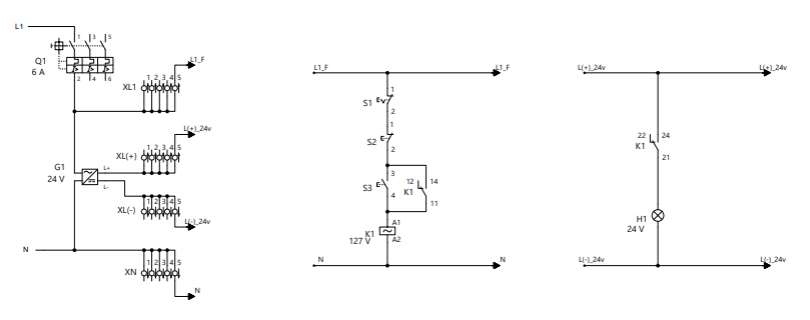 L1
1 3 5
Q1
6 A
2 4 6
L1_F
1 2 3 4 5
XL1
L(+)_24v
1 2 3 4 5
XL(+)
G1
24 V
L+
L-
1 2 3 4 5
XL(-)
L(-)_24v
N
1 2 3 4 5
XN
N
L1_F
L1_F
1
S1
2
1
S2
2
3
S3
4
12
14
K1
11
A1
K1
127 V
A2
N
N
L(+)_24v
L(+)_24v
22
24
K1
21
H1
24 V
L(-)_24v
L(-)_24v